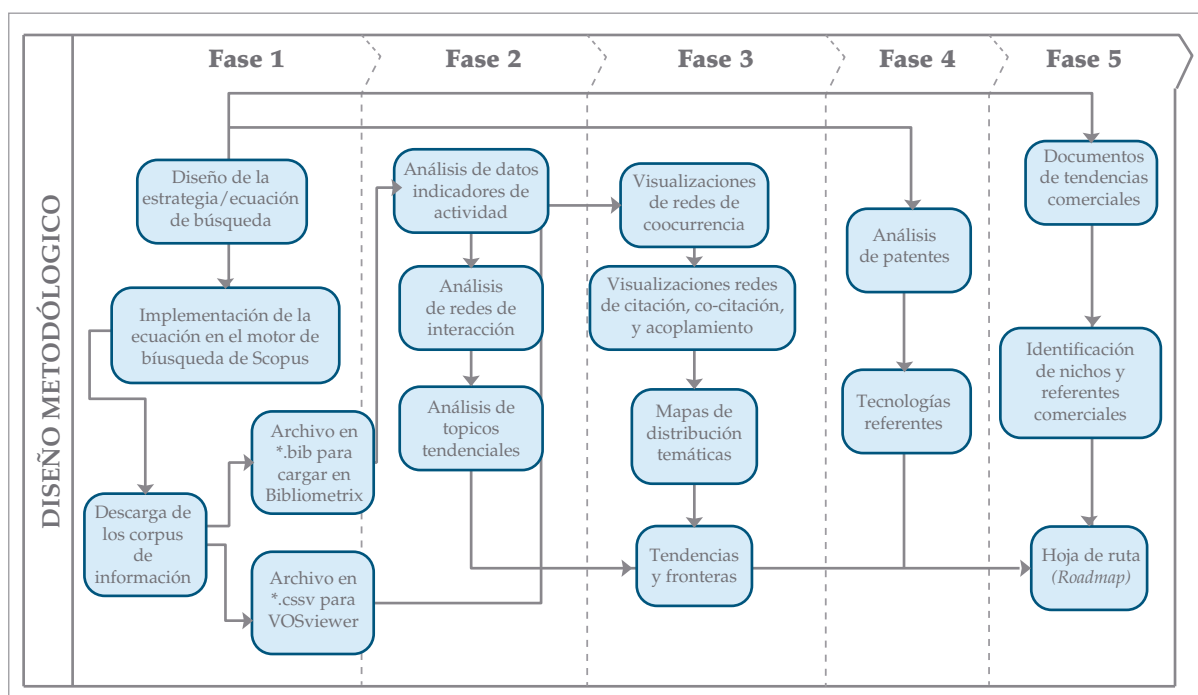 Fase 1
Fase 2
Fase 3
Fase 4
Fase 5
DISEÑO METODÓLOGICO
Diseño de la
estrategia/ecuación
de búsqueda
Implementación de la
ecuación en el motor de
bíusqueda de Scopus
Descarga de
los corpus
de
información
Archivo en
*.bib para
cargar en
Bibliometrix
Archivo en
*.cssv para
VOSviewer
Análisis de datos
indicadores de
actividad
Análisis
de redes de
interacción
Análisis de
topicos
tendenciales
Visualizaciones
de redes de
coocurrencia
Visualizaciones redes
de citación, co-citación,
y acoplamiento
Mapas de
distribución
temáticas
Tendencias
y fronteras
Análisis
de patentes
Tecnologías
referentes
Documentos
de tendencias
comerciales
Identificación
de nichos y
referentes
comerciales
Hoja de ruta
(Roadmap)